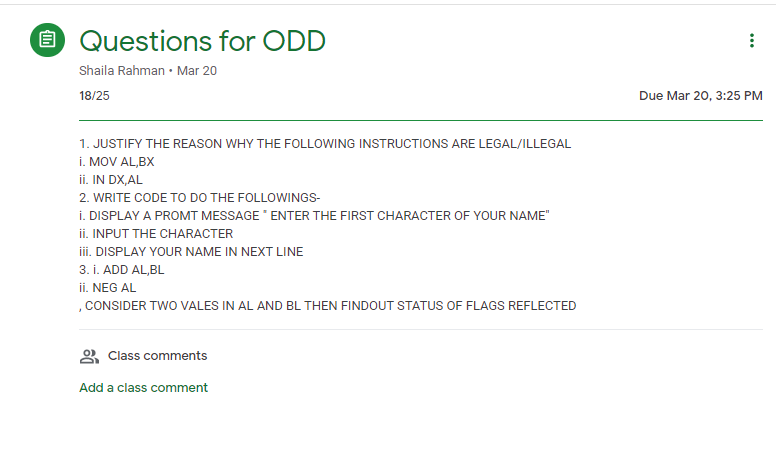 Questions for ODD
Shaila Rahman • Mar 20
18/25
Due Mar 20, 3:25 PM
1. JUSTIFY THE REASON WHY THE FOLLOWING INSTRUCTIONS ARE LEGAL/ILLEGAL
i. MOV AL,BX
ii. IN DX,AL
2. WRITE CODE TO DO THE FOLLOWINGS-
i. DISPLAY A PROMT MESSAGE " ENTER THE FIRST CHARACTER OF YOUR NAME"
ii. INPUT THE CHARACTER
iii. DISPLAY YOUR NAME IN NEXT LINE
3. i. ADD AL,BL
ii. NEG AL
, CONSIDER TWO VALES IN AL AND BL THEN FINDOUT STATUS OF FLAGS REFLECTED
Class comments
Add a class comment